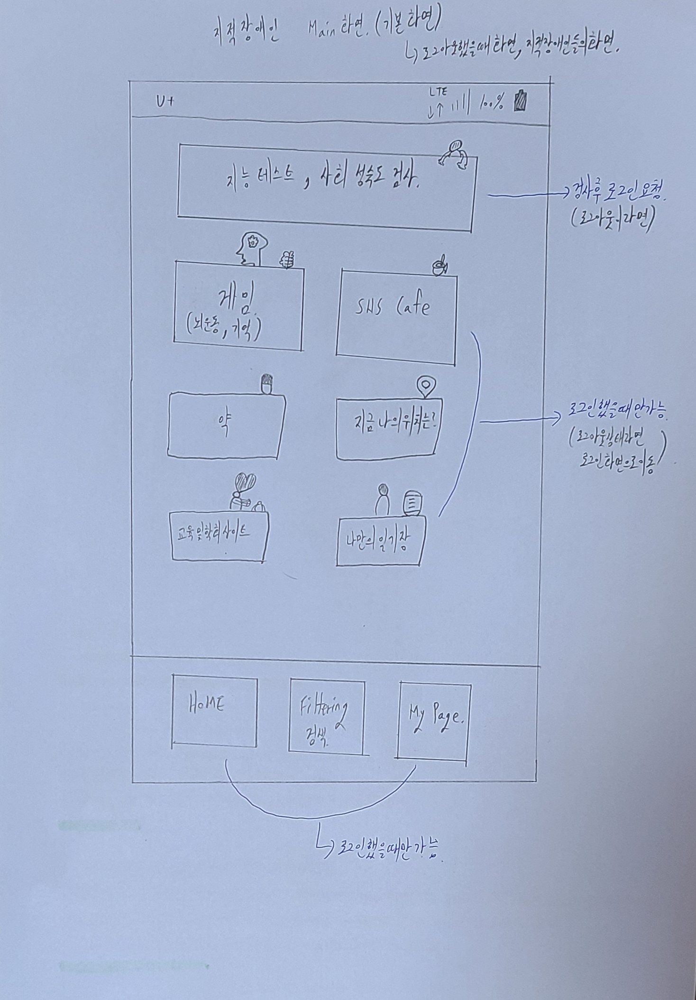 지적장애인 Main화면. (기본화면)
↳ 로그아웃했을때 화면, 지적장애인들의화면.
U+
LTE
↓↑ 100%
지능테스트, 사회 성숙도 검사.
검사후 로그인 요청.
(로그아웃이라면)
게임.
(뇌운동, 기억)
SNS Cafe
약
지금 나의위치는?
로그인했을때만가능.
(로그아웃상태라면
로그인화면으로이동)
교육및학회사이트
나만의일기장
HOME
Filtering
검색.
My Page.
로그인했을때만가능.